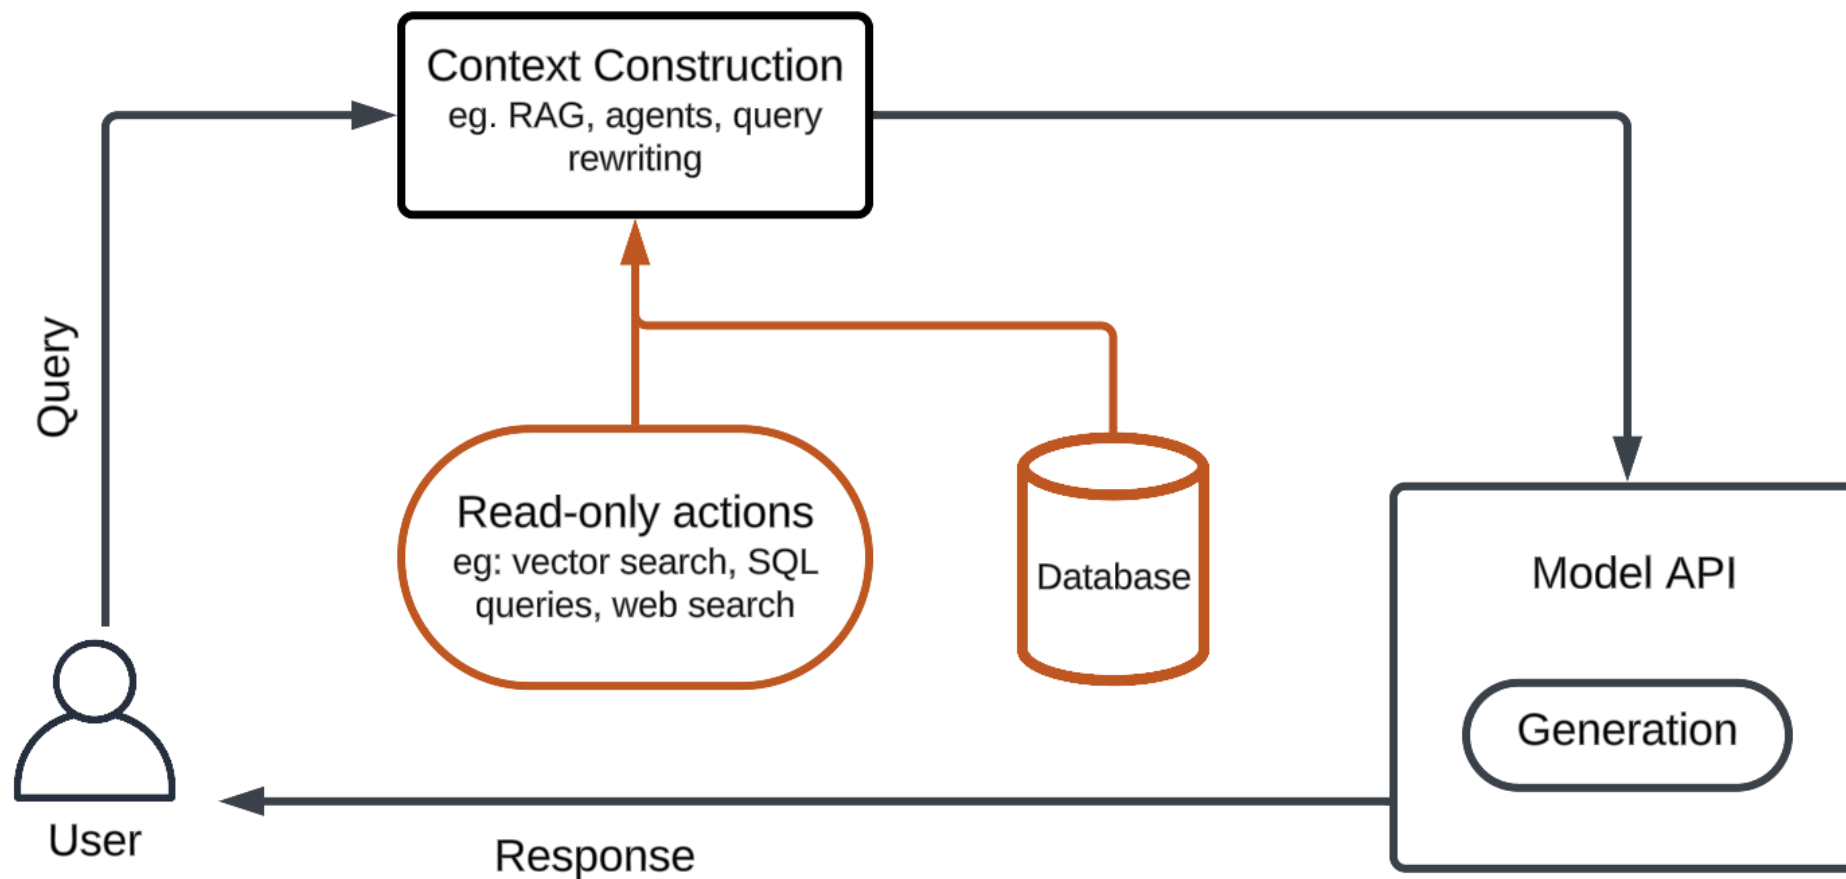 Context Construction
eg. RAG, agents, query
rewriting
Query
Read-only actions
eg: vector search, SQL
queries, web search
Database
Model API
Generation
User
Response